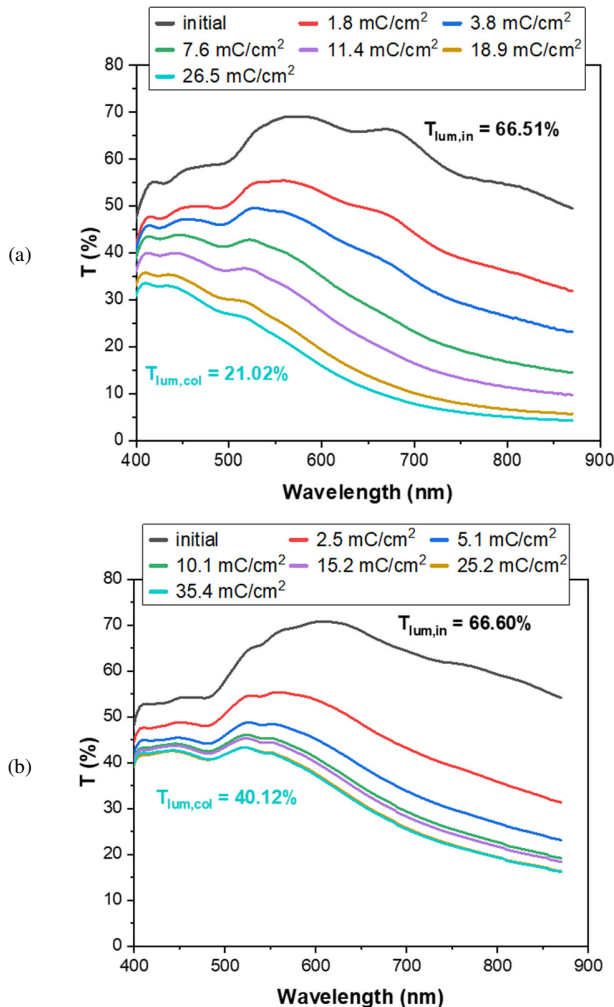 initial 1.8 mC/cm² 3.8 mC/cm²
7.6 mC/cm² 11.4 mC/cm² 18.9 mC/cm²
26.5 mC/cm²
80
70
60
50
40
30
20
10
0
T (%)
(a)
T_lum,in = 66.51%
T_lum,col = 21.02%
400 500 600 700 800 900
Wavelength (nm)
initial 2.5 mC/cm² 5.1 mC/cm²
10.1 mC/cm² 15.2 mC/cm² 25.2 mC/cm²
35.4 mC/cm²
80
70
60
50
40
30
20
10
0
T (%)
(b)
T_lum,in = 66.60%
T_lum,col = 40.12%
400 500 600 700 800 900
Wavelength (nm)